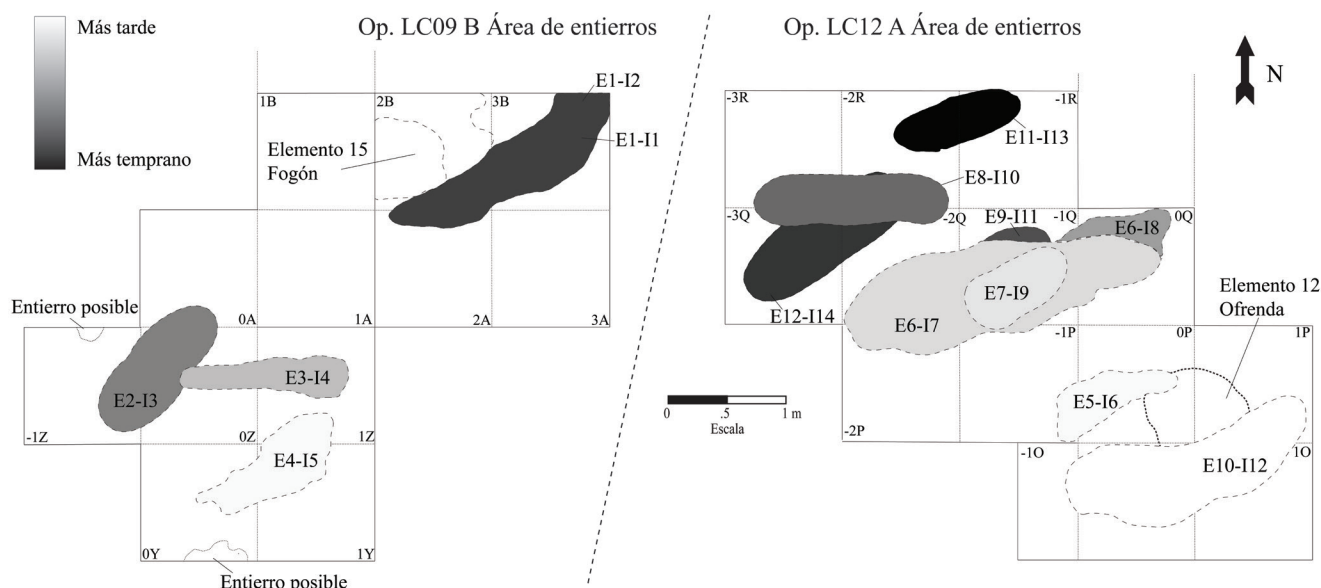 Más tarde
Más temprano
Op. LC09 B Área de entierros
1B
2B
3B
E1-I2
E1-I1
Elemento 15
Fogón
Entierro posible
0A
1A
2A
3A
E2-I3
E3-I4
-1Z
0Z
1Z
E4-I5
0Y
1Y
Entierro posible
Op. LC12 A Área de entierros
N
-3R
-2R
-1R
E11-I13
E8-I10
-3Q
-2Q
-1Q
0Q
E9-I11
E6-I8
E7-I9
E12-I14
E6-I7
Elemento 12
Ofrenda
-1P
0P
1P
0 .5 1 m
Escala
E5-I6
-2P
-1O
E10-I12
1O